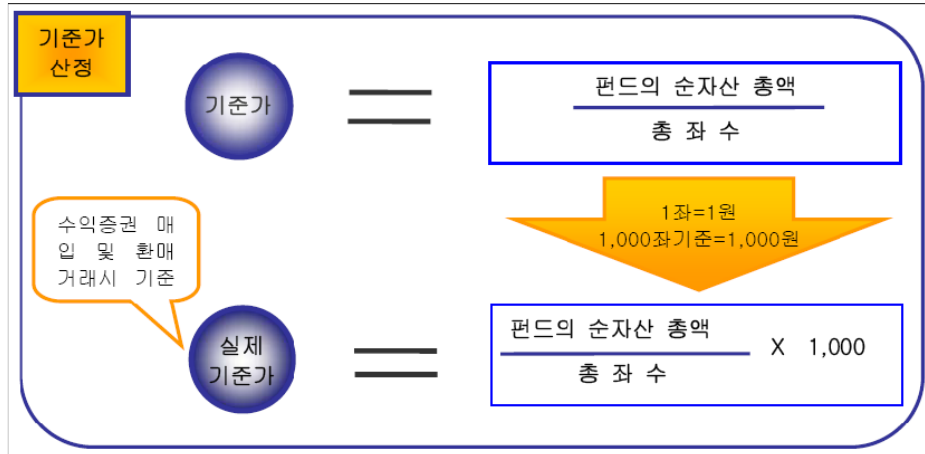 기준가
산정
기준가
펀드의 순자산 총액
총 좌 수
1좌=1원
1,000좌기준=1,000원
수익증권 매
입 및 환매
거래시 기준
실제
기준가
펀드의 순자산 총액
총 좌 수
X 1,000